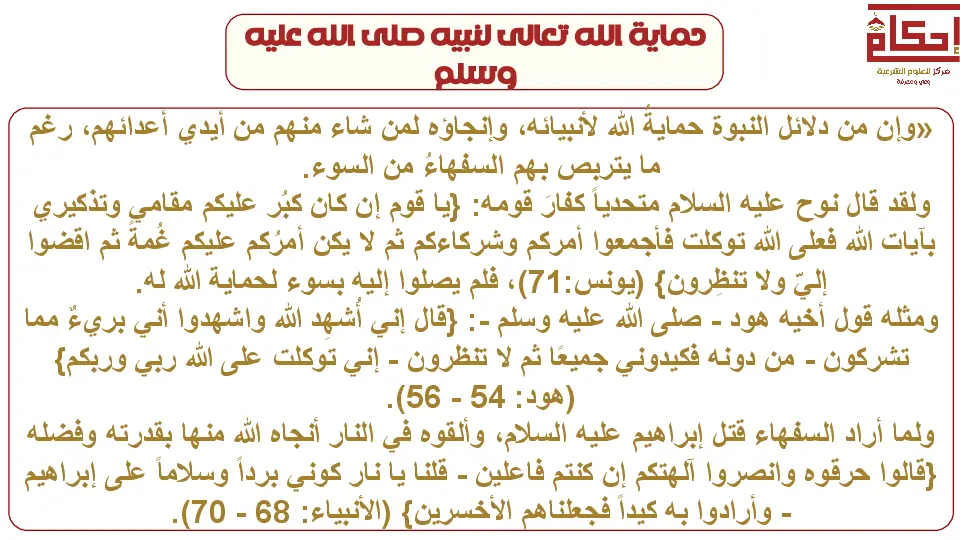 حماية الله تعالى لنبيه صلى الله عليه
وسلم
إحكام
مركز للعلوم الشرعية
وعي ومعرفة
«وإن من دلائل النبوة حمايةُ الله لأنبيائه، وإنجاؤه لمن شاء منهم من أيدي أعدائهم، رغم
ما يتربص بهم السفهاءُ من السوء.
ولقد قال نوح عليه السلام متحدياً كفارَ قومه: {يا قوم إن كان كبُر عليكم مقامي وتذكيري
بآيات الله فعلى الله توكلت فأجمعوا أمركم وشركاءكم ثم لا يكن أمرُكم عليكم غُمةً ثم اقضوا
إليّ ولا تنظِرون} (يونس:71)، فلم يصلوا إليه بسوء لحماية الله له.
ومثله قول أخيه هود - صلى الله عليه وسلم -: {قال إني أُشهِد الله واشهدوا أني بريءٌ مما
تشركون - من دونه فكيدوني جميعًا ثم لا تنظرون - إني توكلت على الله ربي وربكم}
(هود: 54 - 56).
ولما أراد السفهاء قتل إبراهيم عليه السلام، وألقوه في النار أنجاه الله منها بقدرته وفضله
{قالوا حرقوه وانصروا آلهتكم إن كنتم فاعلين - قلنا يا نار كوني برداً وسلاماً على إبراهيم
- وأرادوا به كيداً فجعلناهم الأخسرين} (الأنبياء: 68 - 70).